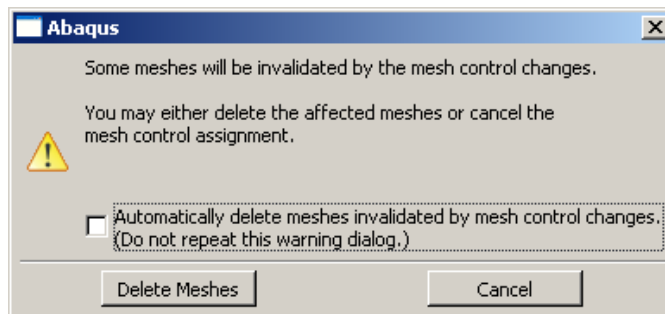 Abaqus
Some meshes will be invalidated by the mesh control changes.
You may either delete the affected meshes or cancel the
mesh control assignment.
Automatically delete meshes invalidated by mesh control changes.
(Do not repeat this warning dialog.)
Delete Meshes
Cancel